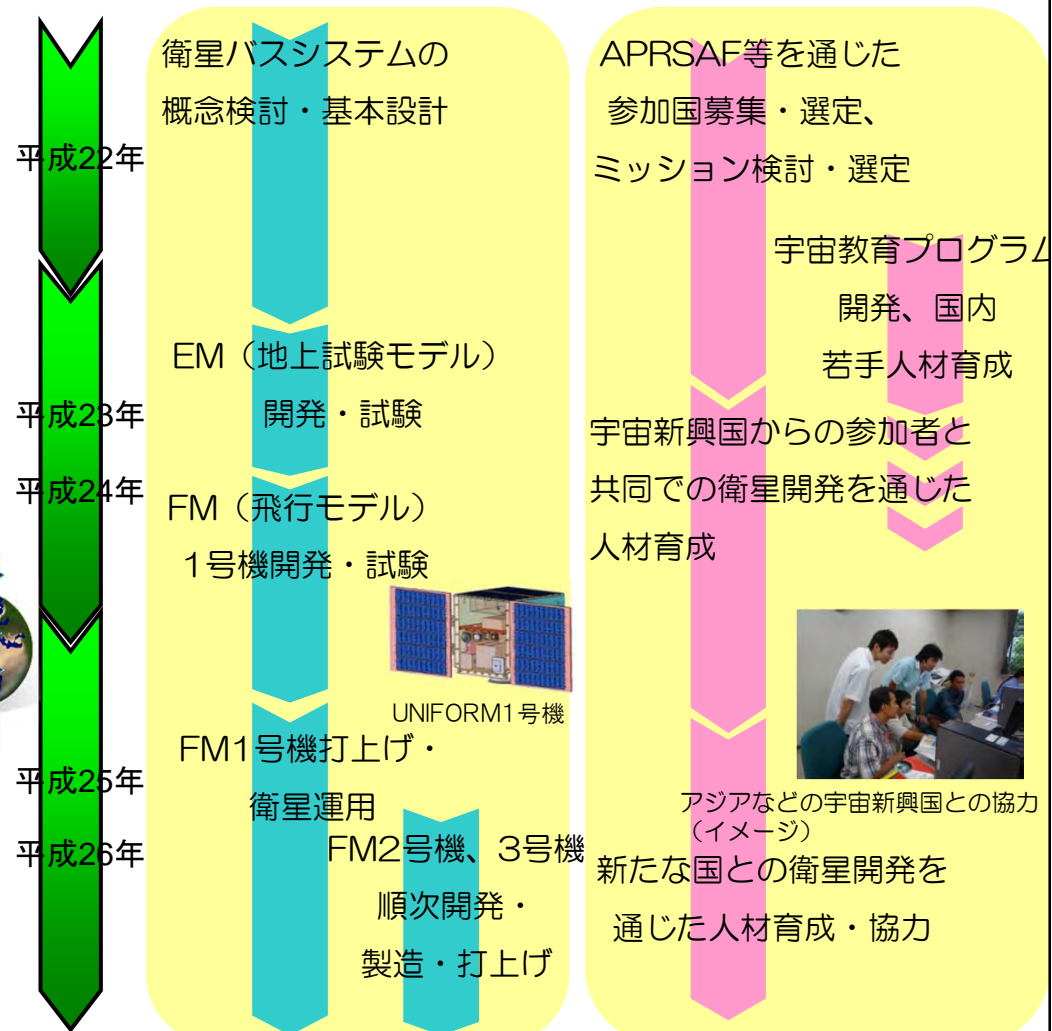 平成22年
平成23年
平成24年
平成25年
平成26年
衛星バスシステムの
概念検討・基本設計
EM（地上試験モデル）
開発・試験
FM（飛行モデル）
1号機開発・試験
UNIFORM1号機
FM1号機打上げ・
衛星運用
FM2号機、3号機
順次開発・
製造・打上げ
APRSAF等を通じた
参加国募集・選定、
ミッション検討・選定
宇宙教育プログラム
開発、国内
若手人材育成
宇宙新興国からの参加者と
共同での衛星開発を通じた
人材育成
アジアなどの宇宙新興国との協力
（イメージ）
新たな国との衛星開発を
通じた人材育成・協力